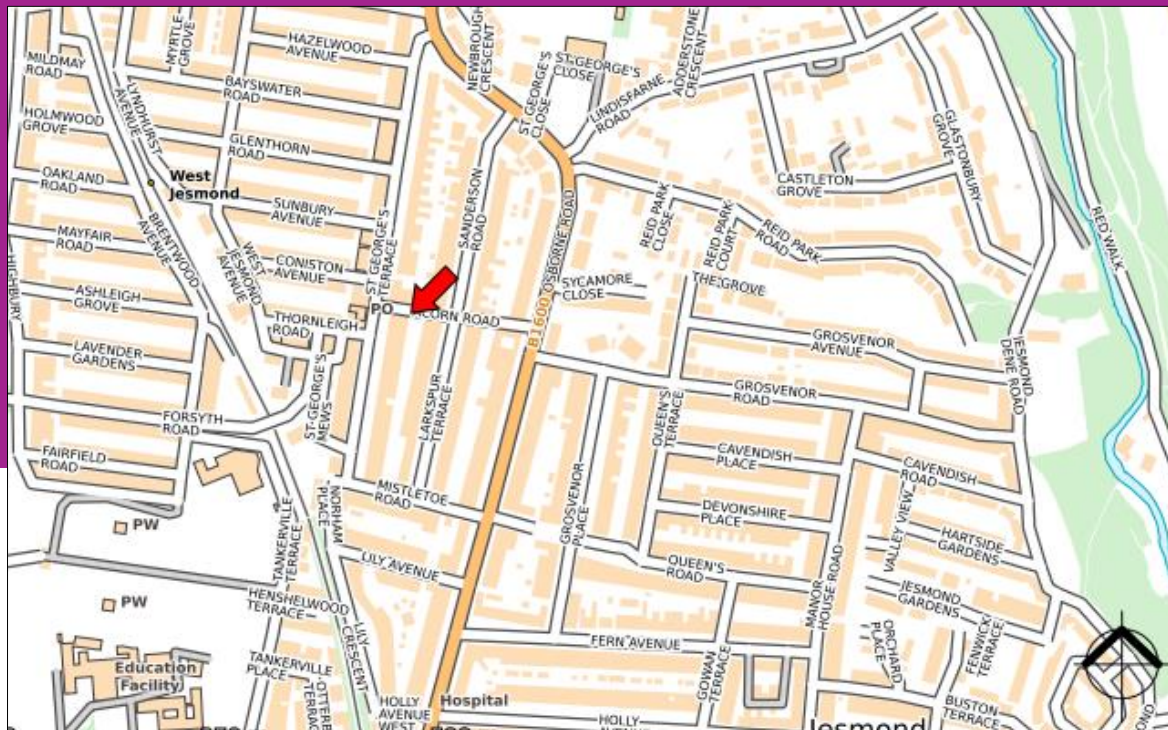 HAZELWOOD
AVENUE
MYRTLE
GROVE
MILDMAY
ROAD
BAYSWATER
ROAD
LYNDHURST
AVENUE
HOLMWOOD
GROVE
GLENTHORN
ROAD
OAKLAND
ROAD
West
Jesmond
SUNBURY
AVENUE
MAYFAIR
ROAD
BRENTWOOD
AVENUE
WEST
JESMOND
AVENUE
CONISTON
AVENUE
ST GEORGE'S
TERRACE
HIGHBURY
ASHLEIGH
GROVE
THORNLEIGH
ROAD
PO
LAVENDER
GARDENS
ST-GEORGE'S
MEWS
FORSYTH
ROAD
FAIRFIELD
ROAD
NEWBROUGH
CRESCENT
ST-GEORGE'S
CLOSE
ST-GEORGE'S
CLOSE
LINDISFARNE
ROAD
ADDERSTONE
CRESCENT
SANDERSON
ROAD
B1600 OSBORNE ROAD
REID PARK
CLOSE
REID PARK
COURT
REID PARK
ROAD
CASTLETON
GROVE
GLASTONBURY
GROVE
RED WALK
SYCAMORE
CLOSE
THE GROVE
CORN ROAD
GROSVENOR
AVENUE
JESMOND
DENE ROAD
GROSVENOR
ROAD
LARKSPUR
TERRACE
QUEEN'S
TERRACE
CAVENDISH
PLACE
CAVENDISH
ROAD
MISTLETOE
ROAD
GROSVENOR
PLACE
DEVONSHIRE
PLACE
VALLEY VIEW
HARTSIDE
GARDENS
PW
TANKERVILLE
TERRACE
NORHAM
PLACE
LILY AVENUE
QUEEN'S
ROAD
MANOR
HOUSE ROAD
JESMOND
GARDENS
PW
HENSHELWOOD
TERRACE
LILY
CRESCENT
FERN AVENUE
ORCHARD
PLACE
FENWICK
TERRACE
Education
Facility
TANKERVILLE
PLACE
HOLLY
AVENUE
WEST
Hospital
GOWAN
TERRACE
HOLLY
BUSTON
TERRACE
Jesmond